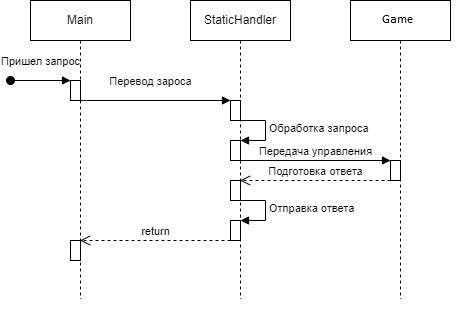 Main
StaticHandler
Game
Пришел запрос
Перевод зароса
Обработка запроса
Передача управления
Подготовка ответа
Отправка ответа
return